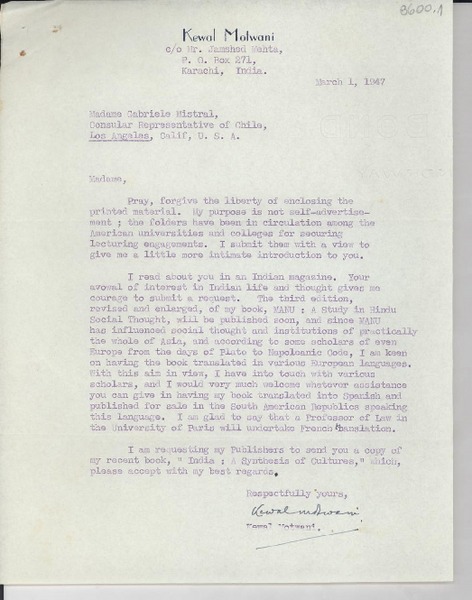 8600.1
Kewal Motwani
c/o Mr. Jamshed Mehta,
P. O. Box 271,
Karachi, India.
March 1, 1947
Madame Gabriele Mistral,
Consular Representative of Chile,
Los Angeles, Calif, U. S. A.
Madame,
Pray, forgive the liberty of enclosing the
printed material. My purpose is not self-advertise-
ment ; the folders have been in circulation among the
American universities and colleges for securing
lecturing engagements. I submit them with a view to
give me a little more intimate introduction to you.
I read about you in an Indian magazine. Your
avowal of interest in Indian life and thought gives me
courage to submit a request. The third edition,
revised and enlarged, of my book, MANU : A Study in Hindu
Social Thought, will be published soon, and since MANU
has influenced social thought and institutions of practically
the whole of Asia, and according to some scholars of even
Europe from the days of Plato to Nepoleanic Code, I am keen
on having the book translated in various European languages.
With this aim in view, I have into touch with various
scholars, and I would very much welcome whatever assistance
you can give in having my book translated into Spanish and
published for sale in the South American Republics speaking
this language. I am glad to say that a Professor of Law in
the University of Paris will undertake French translation.
I am requesting my Publishers to send you a copy of
my recent book, " India : A Synthesis of Cultures," which,
please accept with my best regards.
Respectfully yours,
Kewal Motwani
Kewal Motwani.